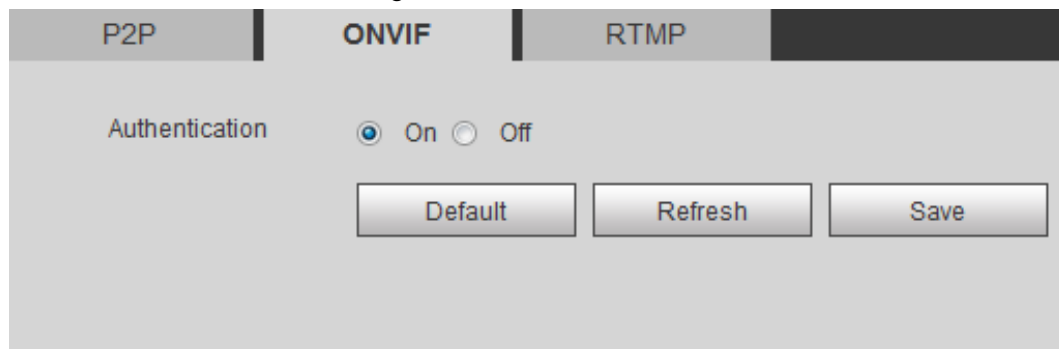 P2P ONVIF RTMP
Authentication On Off
Default Refresh Save